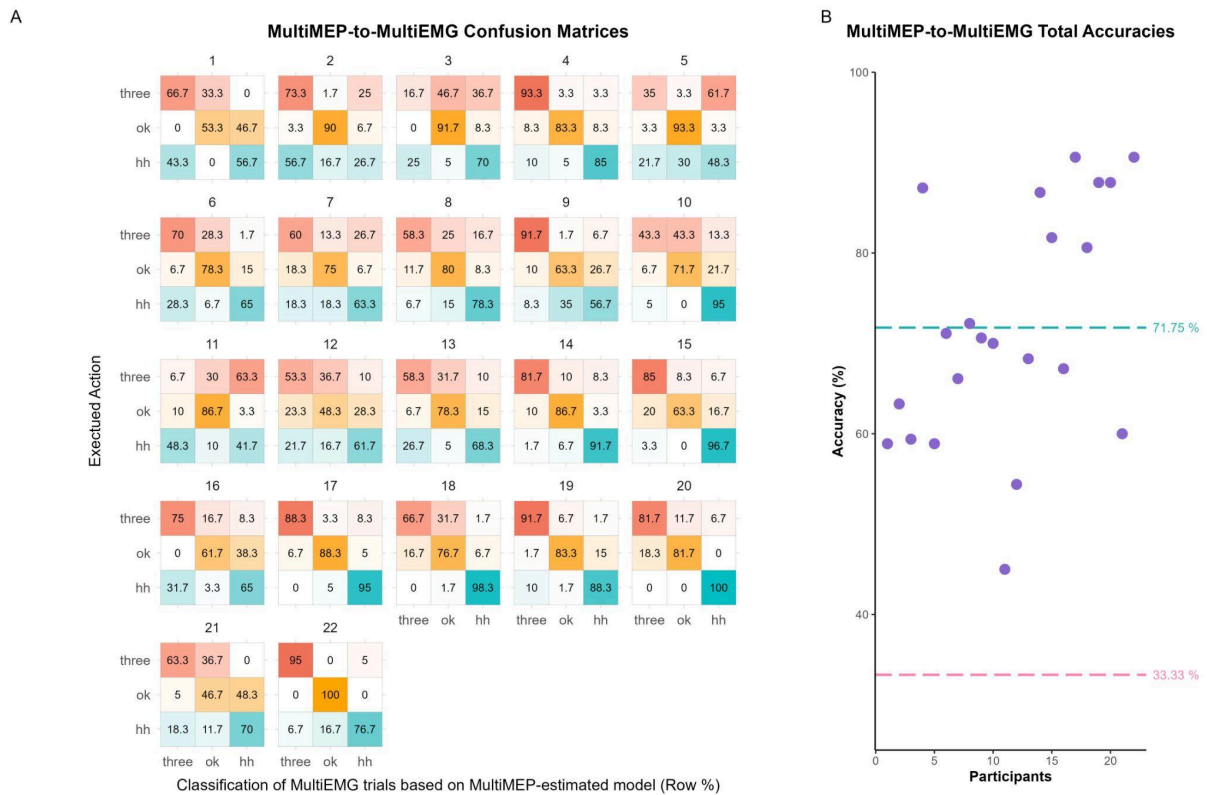 A
MultiMEP-to-MultiEMG Confusion Matrices
1 2 3 4 5
three 66.7 33.3 0 73.3 1.7 25 16.7 46.7 36.7 93.3 3.3 3.3 35 3.3 61.7
ok 0 53.3 46.7 3.3 90 6.7 0 91.7 8.3 8.3 83.3 8.3 3.3 93.3 3.3
hh 43.3 0 56.7 56.7 16.7 26.7 25 5 70 10 5 85 21.7 30 48.3
6 7 8 9 10
three 70 28.3 1.7 60 13.3 26.7 58.3 25 16.7 91.7 1.7 6.7 43.3 43.3 13.3
ok 6.7 78.3 15 18.3 75 6.7 11.7 80 8.3 10 63.3 26.7 6.7 71.7 21.7
hh 28.3 6.7 65 18.3 18.3 63.3 6.7 15 78.3 8.3 35 56.7 5 0 95
11 12 13 14 15
three 6.7 30 63.3 53.3 36.7 10 58.3 31.7 10 81.7 10 8.3 85 8.3 6.7
ok 10 86.7 3.3 23.3 48.3 28.3 6.7 78.3 15 10 86.7 3.3 20 63.3 16.7
hh 48.3 10 41.7 21.7 16.7 61.7 26.7 5 68.3 1.7 6.7 91.7 3.3 0 96.7
16 17 18 19 20
three 75 16.7 8.3 88.3 3.3 8.3 66.7 31.7 1.7 91.7 6.7 1.7 81.7 11.7 6.7
ok 0 61.7 38.3 6.7 88.3 5 16.7 76.7 6.7 1.7 83.3 15 18.3 81.7 0
hh 31.7 3.3 65 0 5 95 0 1.7 98.3 10 1.7 88.3 0 0 100
three ok hh three ok hh three ok hh
21 22
three 63.3 36.7 0 95 0 5
ok 5 46.7 48.3 0 100 0
hh 18.3 11.7 70 6.7 16.7 76.7
three ok hh three ok hh
Exectued Action
Classification of MultiEMG trials based on MultiMEP-estimated model (Row %)
B
MultiMEP-to-MultiEMG Total Accuracies
100
80
71.75 %
60
40
33.33 %
Accuracy (%)
0 5 10 15 20
Participants